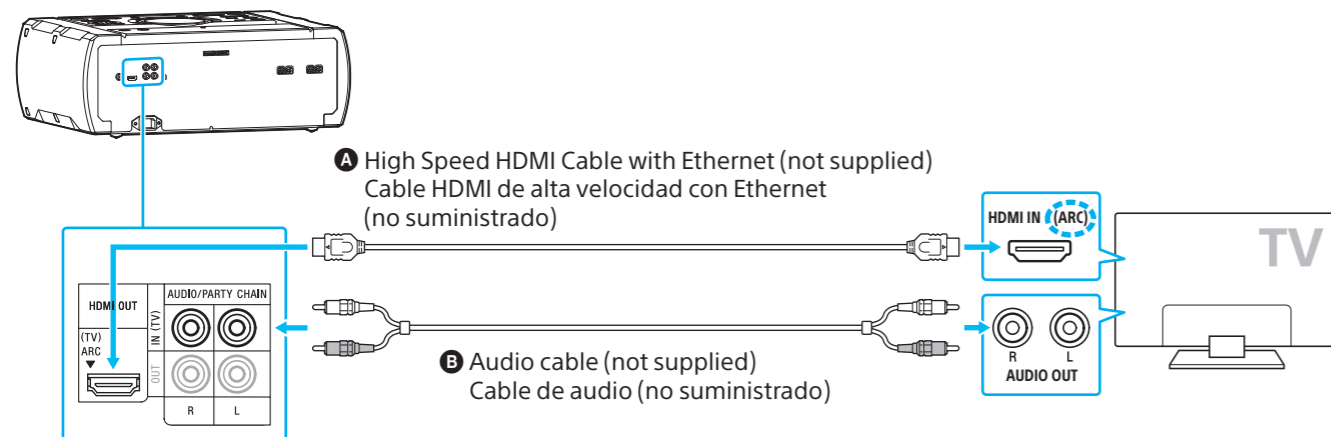 A High Speed HDMI Cable with Ethernet (not supplied)
Cable HDMI de alta velocidad con Ethernet
(no suministrado)
HDMI IN (ARC)
TV
HDMI OUT
(TV)
ARC
AUDIO/PARTY CHAIN
IN (TV)
OUT
R
L
B Audio cable (not supplied)
Cable de audio (no suministrado)
R
L
AUDIO OUT